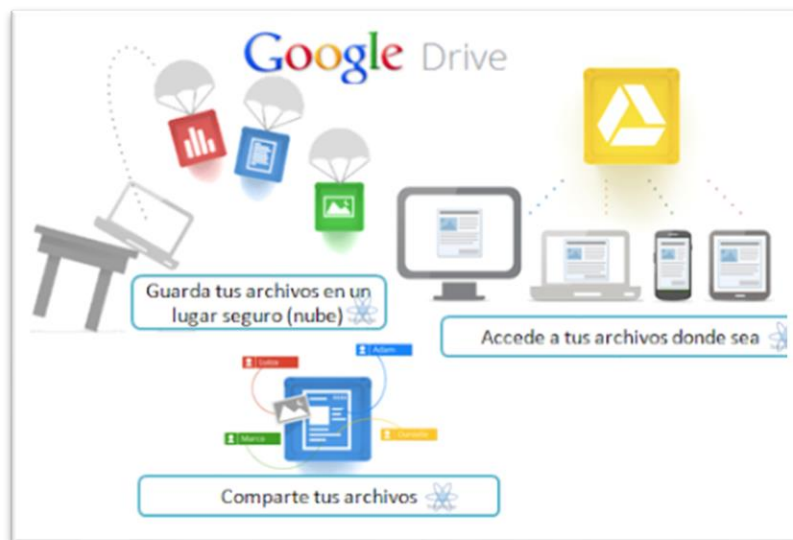 Google Drive
Guarda tus archivos en un
lugar seguro (nube)
Accede a tus archivos donde sea
Adam
Marco
Comparte tus archivos